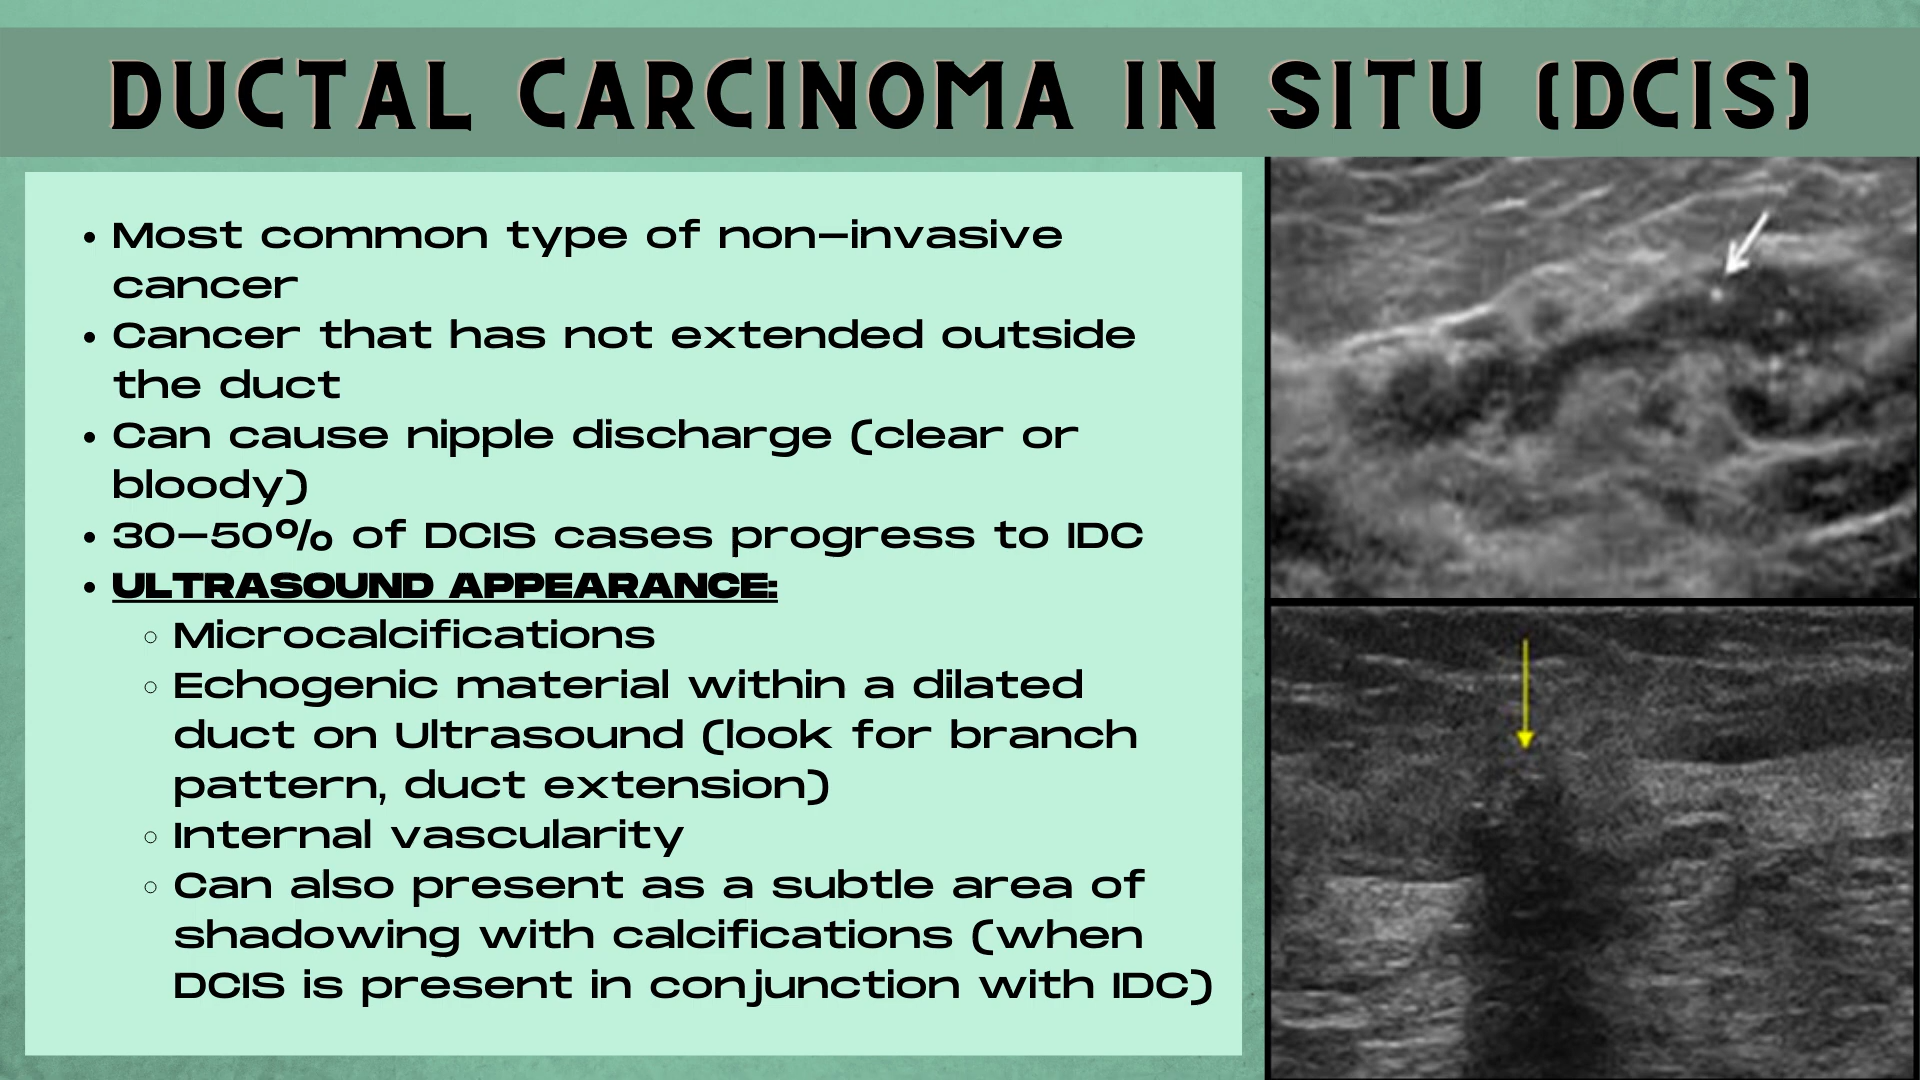 DUCTAL CARCINOMA IN SITU (DCIS)
• Most common type of non-invasive
cancer
• Cancer that has not extended outside
the duct
• Can cause nipple discharge (clear or
bloody)
• 30-50% of DCIS cases progress to IDC
• ULTRASOUND APPEARANCE:
◦ Microcalcifications
◦ Echogenic material within a dilated
duct on Ultrasound (look for branch
pattern, duct extension)
◦ Internal vascularity
◦ Can also present as a subtle area of
shadowing with calcifications (when
DCIS is present in conjunction with IDC)